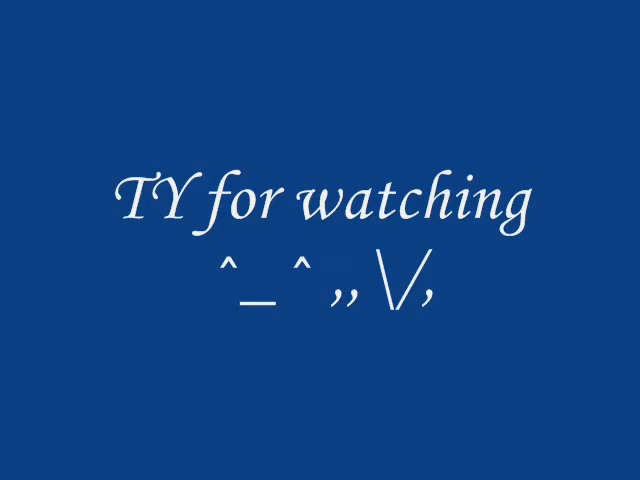 TY for watching
^_ ^ ,, \/,